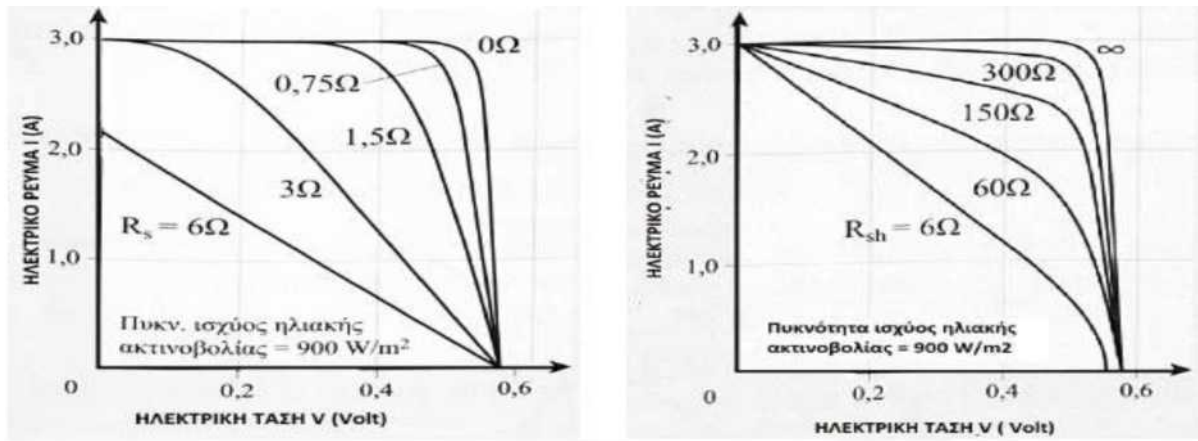 3,0
2,0
1,0
0
0,2
0,4
0,6
ΗΛΕΚΤΡΙΚΟ ΡΕΥΜΑ Ι (Α)
0Ω
0,75Ω
1,5Ω
3Ω
R_s = 6Ω
Πυκν. ισχύος ηλιακής
ακτινοβολίας = 900 W/m²
ΗΛΕΚΤΡΙΚΗ ΤΑΣΗ V (Volt)
3,0
2,0
1,0
0
0,2
0,4
0,6
ΗΛΕΚΤΡΙΚΟ ΡΕΥΜΑ Ι (Α)
∞
300Ω
150Ω
60Ω
R_sh = 6Ω
Πυκνότητα ισχύος ηλιακής
ακτινοβολίας = 900 W/m2
ΗΛΕΚΤΡΙΚΗ ΤΑΣΗ V ( Volt)